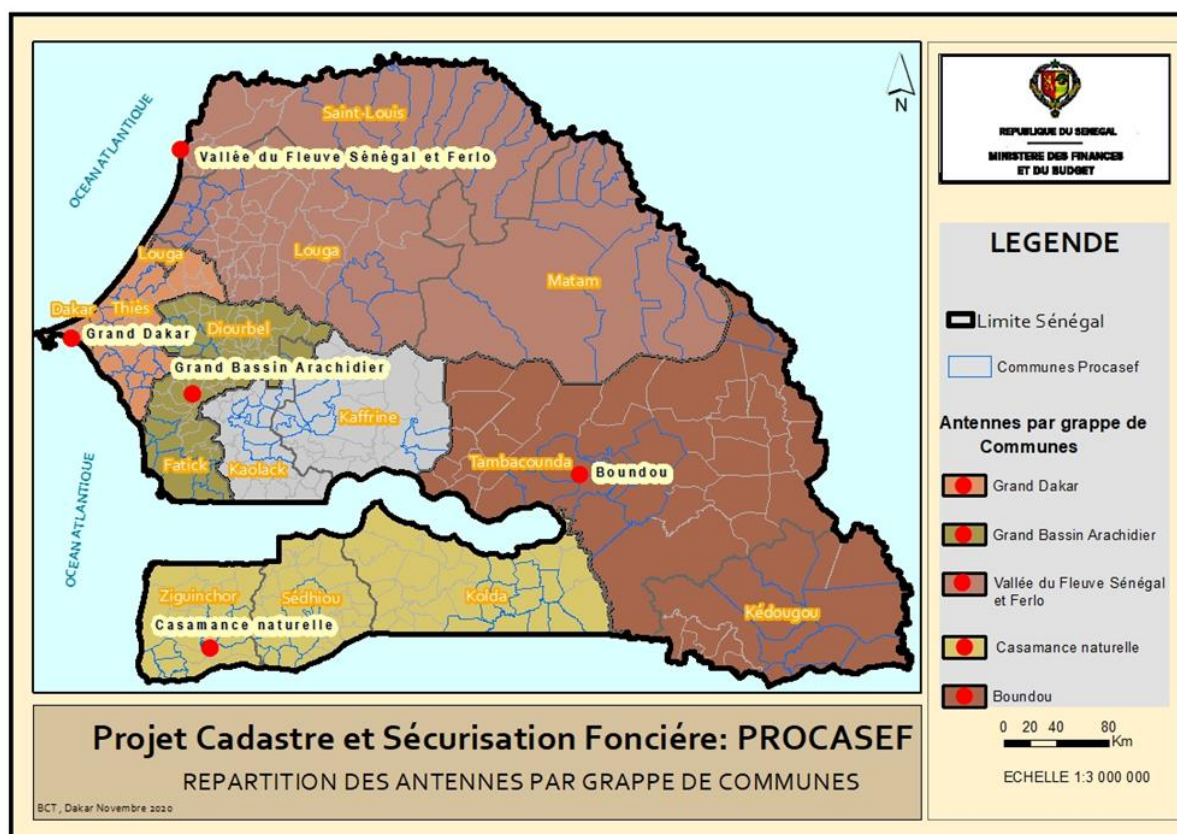 OCEAN ATLANTIQUE
Saint-Louis
Vallée du Fleuve Sénégal et Ferlo
Louga
Louga
Matam
Dakar
Thiès
Grand Dakar
Diourbel
Grand Bassin Arachidier
Kaffrine
Fatick
Kaolack
Tambacounda
Boundou
OCEAN ATLANTIQUE
Ziguinchor
Sédhiou
Kolda
Kédougou
Casamance naturelle
N
REPUBLIQUE DU SENEGAL
MINISTERE DES FINANCES
ET DU BUDGET
LEGENDE
Limite Sénégal
Communes Procasef
Antennes par grappe de
Communes
Grand Dakar
Grand Bassin Arachidier
Vallée du Fleuve Sénégal
et Ferlo
Casamance naturelle
Boundou
0 20 40 80
Km
ECHELLE 1:3 000 000
Projet Cadastre et Sécurisation Fonciére: PROCASEF
REPARTITION DES ANTENNES PAR GRAPPE DE COMMUNES
BCT , Dakar Novembre 2020